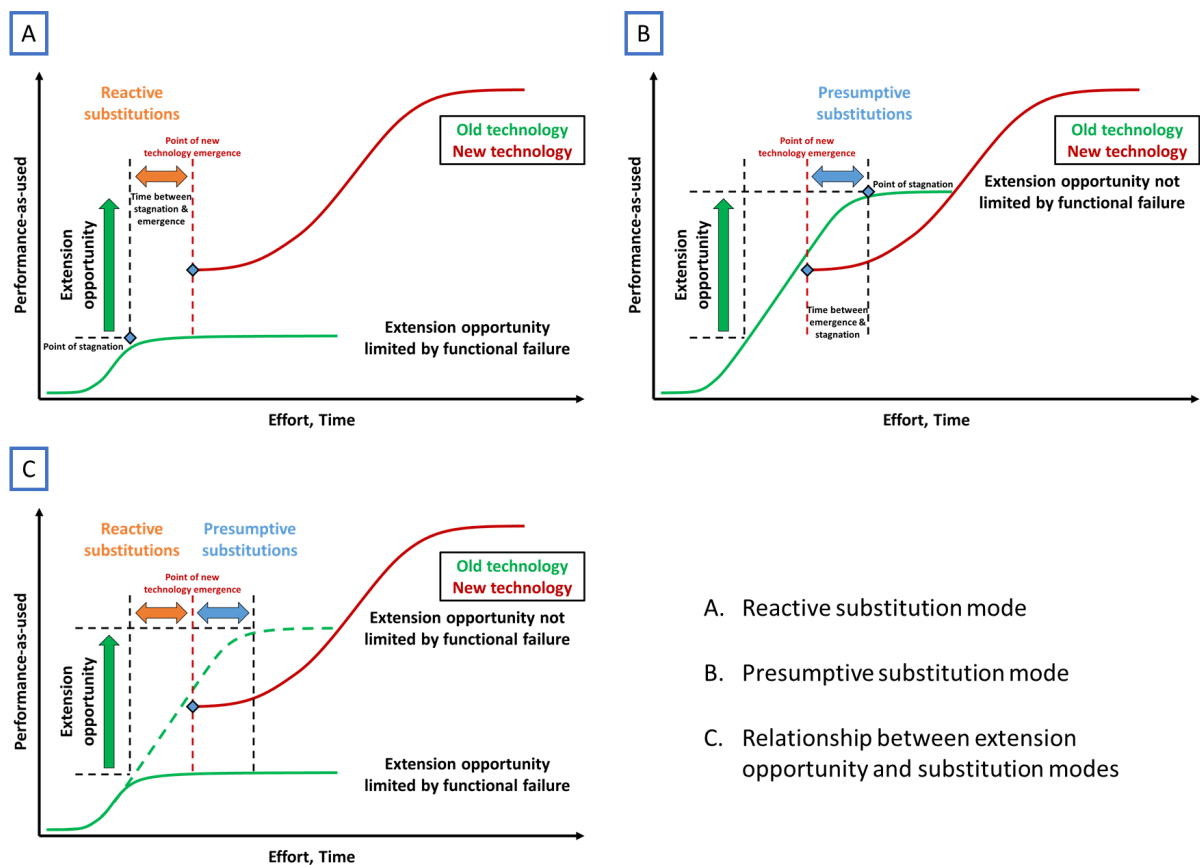 A
Performance-as-used
Reactive
substitutions
Point of new
technology emergence
Time between
stagnation &
emergence
Extension
opportunity
Point of stagnation
Old technology
New technology
Extension opportunity
limited by functional failure
Effort, Time
B
Performance-as-used
Presumptive
substitutions
Point of new
technology emergence
Old technology
New technology
Point of stagnation
Extension opportunity not
limited by functional failure
Extension
opportunity
Time between
emergence &
stagnation
Effort, Time
C
Performance-as-used
Reactive
substitutions
Presumptive
substitutions
Point of new
technology emergence
Old technology
New technology
Extension opportunity not
limited by functional failure
Extension
opportunity
Extension opportunity
limited by functional failure
Effort, Time
A. Reactive substitution mode
B. Presumptive substitution mode
C. Relationship between extension
opportunity and substitution modes